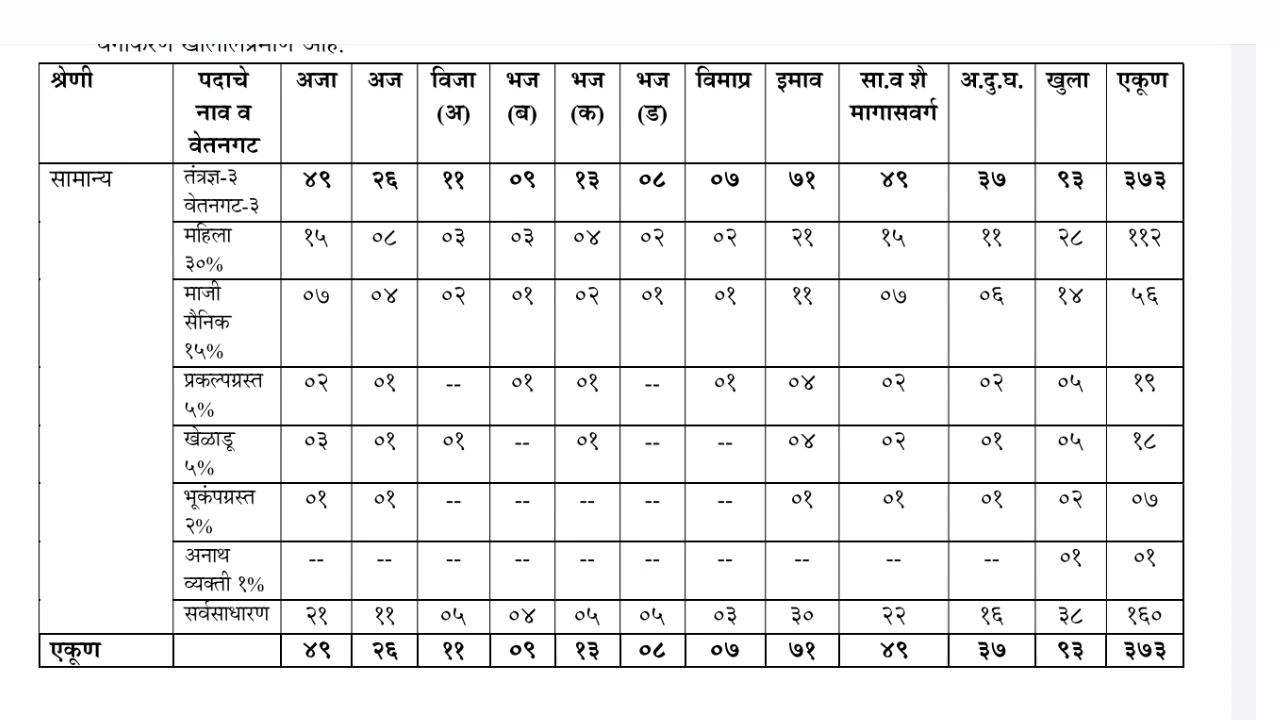 वर्गीकरण खालीलप्रमाणे आहे.
श्रेणी पदाचे नाव व वेतनगट अजा अज विजा (अ) भज (ब) भज (क) भज (ड) विमाप्र इमाव सा.व शै मागासवर्ग अ.दु.घ. खुला एकूण
सामान्य तंत्रज्ञ-३ वेतनगट-३ ४९ २६ ११ ०९ १३ ०८ ०७ ७१ ४९ ३७ ९३ ३७३
महिला ३०% १५ ०८ ०३ ०३ ०४ ०२ ०२ २१ १५ ११ २८ ११२
माजी सैनिक १५% ०७ ०४ ०२ ०१ ०२ ०१ ०१ ११ ०७ ०६ १४ ५६
प्रकल्पग्रस्त ५% ०२ ०१ -- ०१ ०१ -- ०१ ०४ ०२ ०२ ०५ १९
खेळाडू ५% ०३ ०१ ०१ -- ०१ -- -- ०४ ०२ ०१ ०५ १८
भूकंपग्रस्त २% ०१ ०१ -- -- -- -- -- ०१ ०१ ०१ ०२ ०७
अनाथ व्यक्ती १% -- -- -- -- -- -- -- -- -- -- ०१ ०१
सर्वसाधारण २१ ११ ०५ ०४ ०५ ०५ ०३ ३० २२ १६ ३८ १६०
एकूण ४९ २६ ११ ०९ १३ ०८ ०७ ७१ ४९ ३७ ९३ ३७३